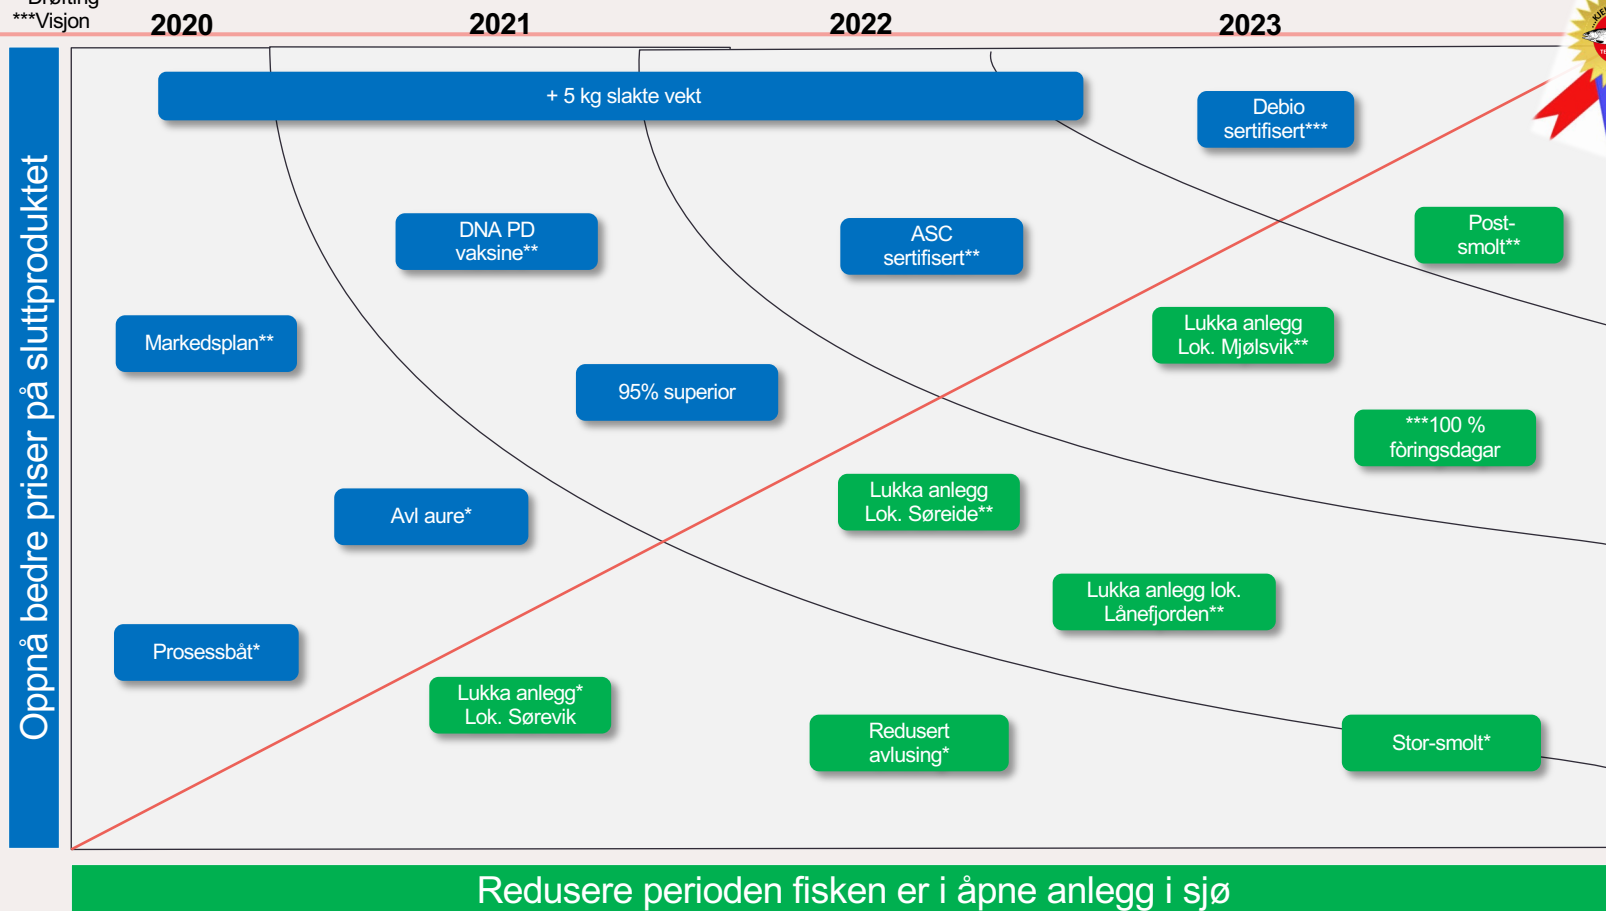 ***Visjon
2020
2021
2022
2023
+ 5 kg slakte vekt
Debio
sertifisert***
DNA PD
vaksine**
ASC
sertifisert**
Post-
smolt**
Markedsplan**
Lukka anlegg
Lok. Mjølsvik**
95% superior
***100 %
fòringsdagar
Avl aure*
Lukka anlegg
Lok. Søreide**
Lukka anlegg lok.
Lånefjorden**
Prosessbåt*
Lukka anlegg*
Lok. Sørevik
Redusert
avlusing*
Stor-smolt*
Oppnå bedre priser på sluttproduktet
Redusere perioden fisken er i åpne anlegg i sjø